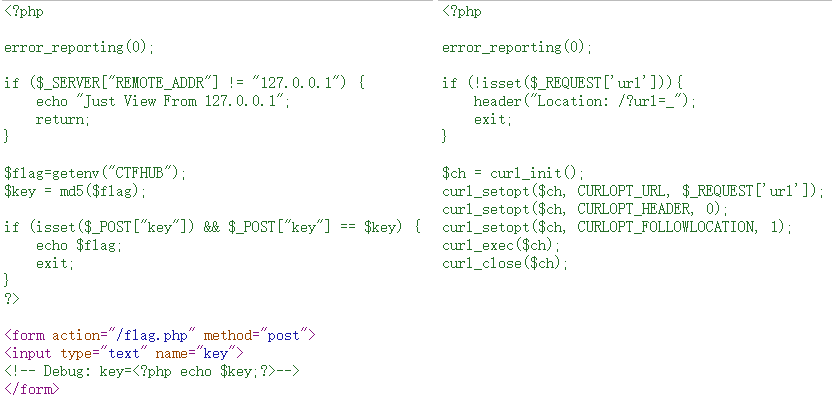 <?php
error_reporting(0);
if ($_SERVER["REMOTE_ADDR"] != "127.0.0.1") {
    echo "Just View From 127.0.0.1";
    return;
}
$flag=getenv("CTFHUB");
$key = md5($flag);
if (isset($_POST["key"]) && $_POST["key"] == $key) {
    echo $flag;
    exit;
}
?>
<form action="/flag.php" method="post">
<input type="text" name="key">
<!-- Debug: key=<?php echo $key;?>-->
</form>
<?php
error_reporting(0);
if (!isset($_REQUEST['url'])){
    header("Location: /?url=_");
    exit;
}
$ch = curl_init();
curl_setopt($ch, CURLOPT_URL, $_REQUEST['url']);
curl_setopt($ch, CURLOPT_HEADER, 0);
curl_setopt($ch, CURLOPT_FOLLOWLOCATION, 1);
curl_exec($ch);
curl_close($ch);